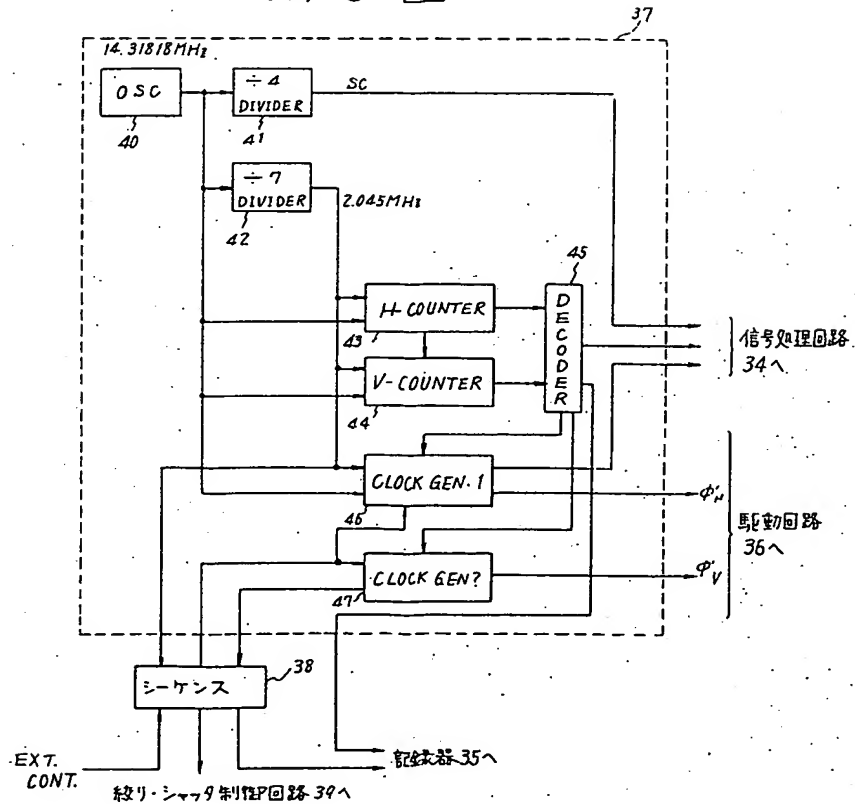 37
14.31818MHz
OSC
40
÷4
DIVIDER
41
SC
÷7
DIVIDER
42
2.045MHz
45
H-COUNTER
43
V-COUNTER
44
DECODER
信号処理回路
34へ
CLOCK GEN. 1
46
φ'H
駆動回路
36へ
CLOCK GEN?
47
φ'V
シーケンス
38
EXT.
CONT.
記録器35へ
絞り・シャッタ制御回路39へ